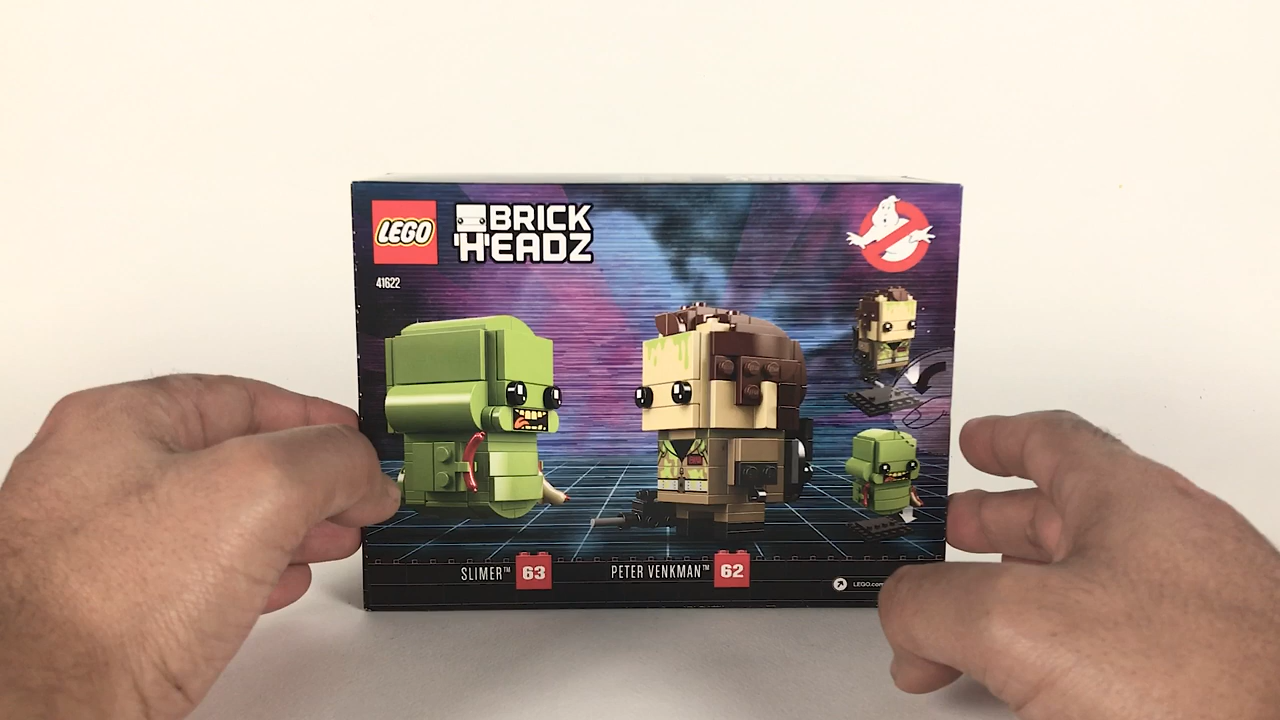 LEGO
BRICK
HEADZ
41622
SLIMER™ 63
PETER VENKMAN™ 62
LEGO.com